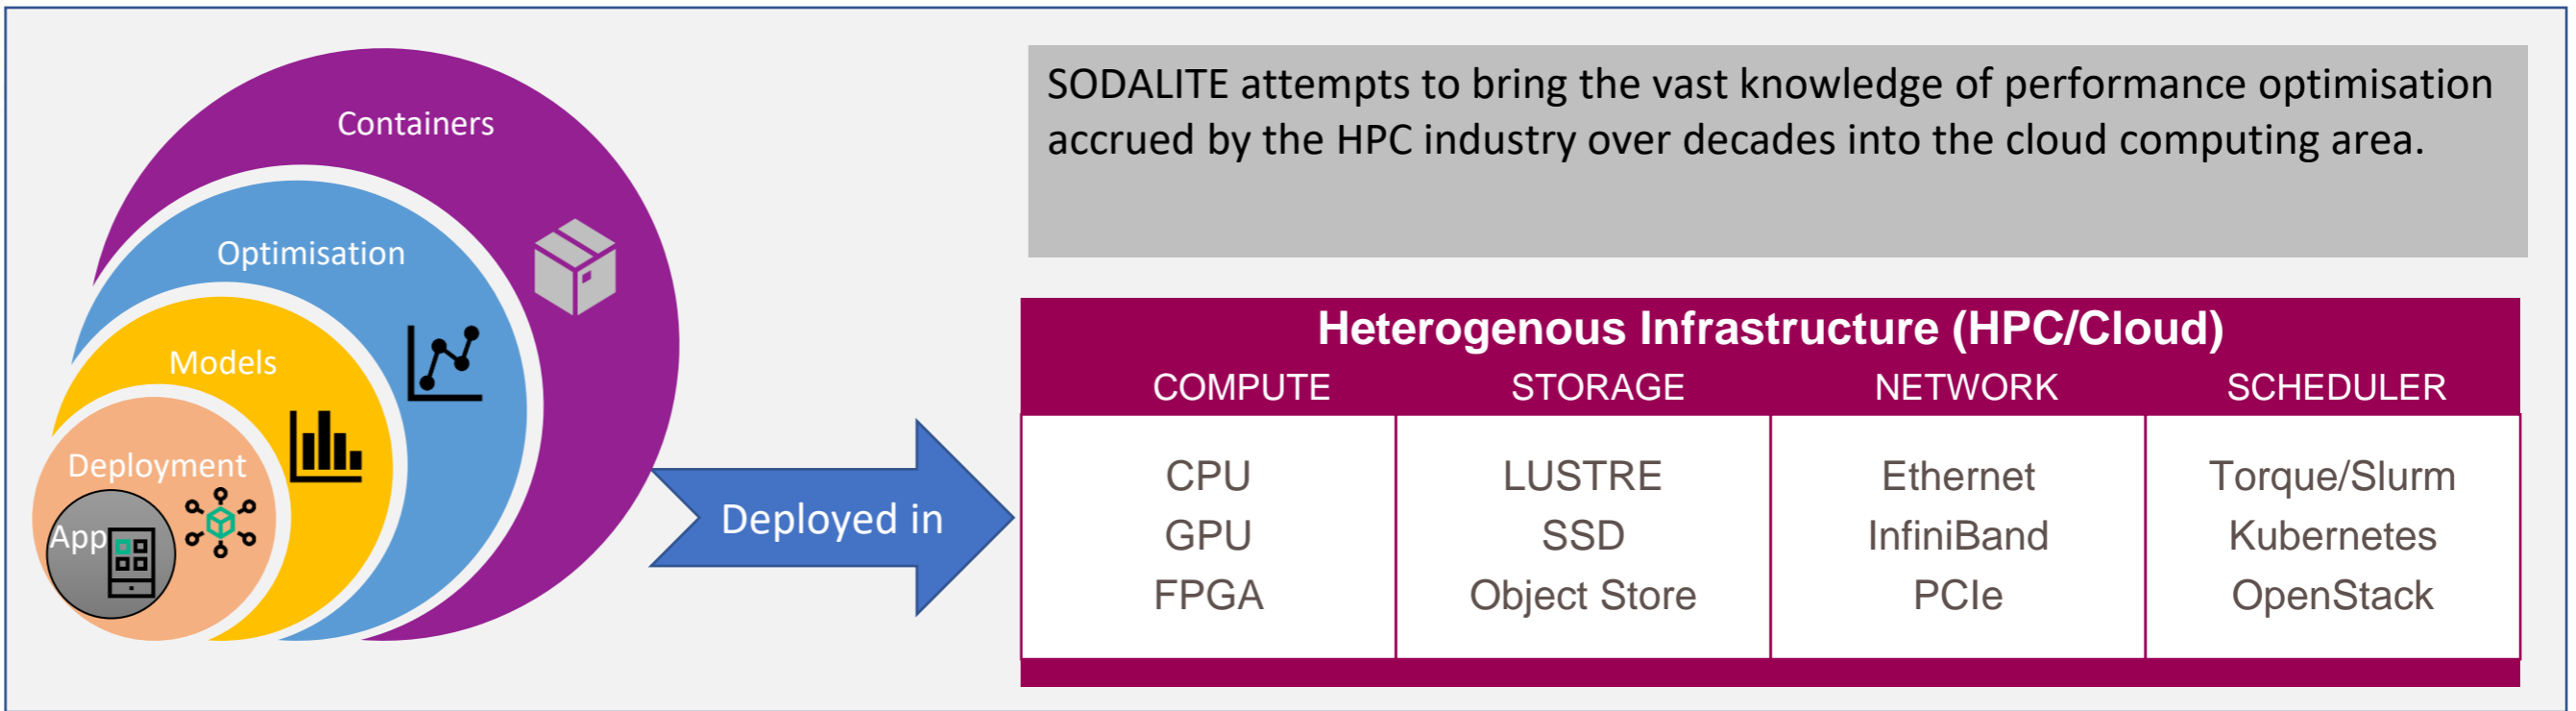 Containers
Optimisation
Models
Deployment
App
Deployed in
SODALITE attempts to bring the vast knowledge of performance optimisation
accrued by the HPC industry over decades into the cloud computing area.
Heterogenous Infrastructure (HPC/Cloud)
COMPUTE STORAGE NETWORK SCHEDULER
CPU LUSTRE Ethernet Torque/Slurm
GPU SSD InfiniBand Kubernetes
FPGA Object Store PCIe OpenStack